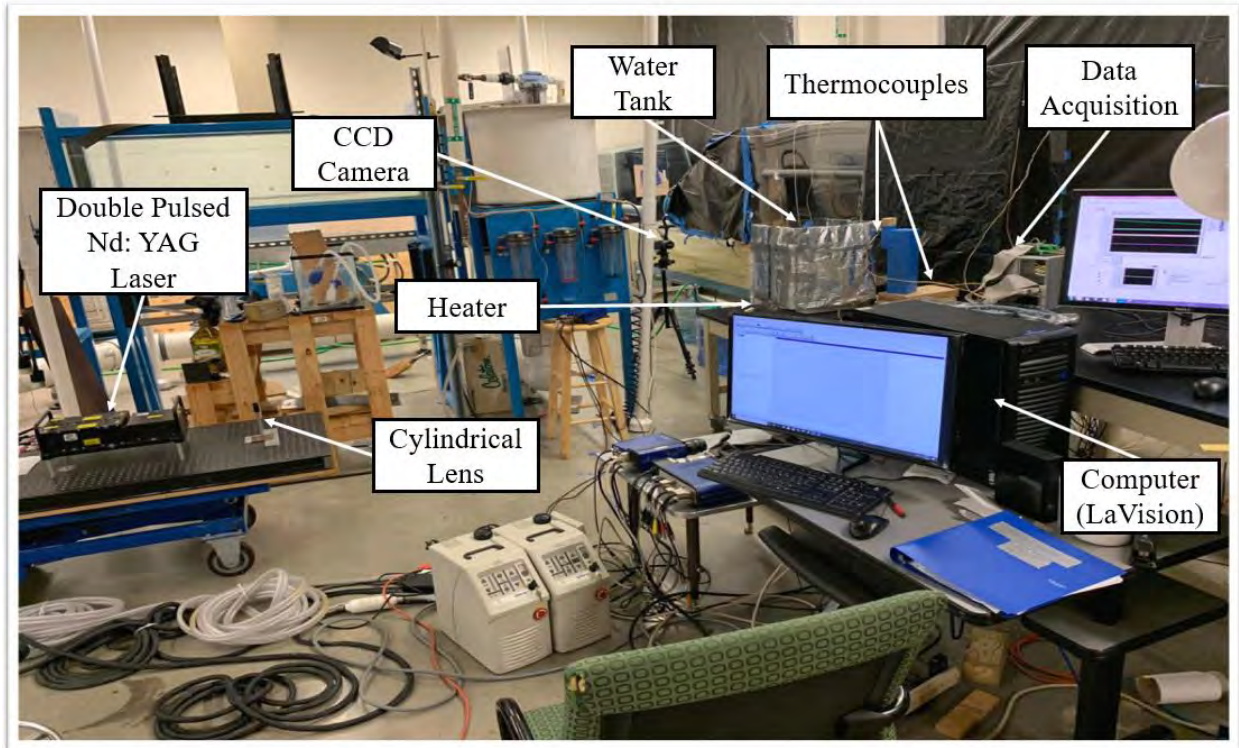 Water
Tank
Thermocouples
Data
Acquisition
CCD
Camera
Double Pulsed
Nd: YAG
Laser
Heater
Cylindrical
Lens
Computer
(LaVision)